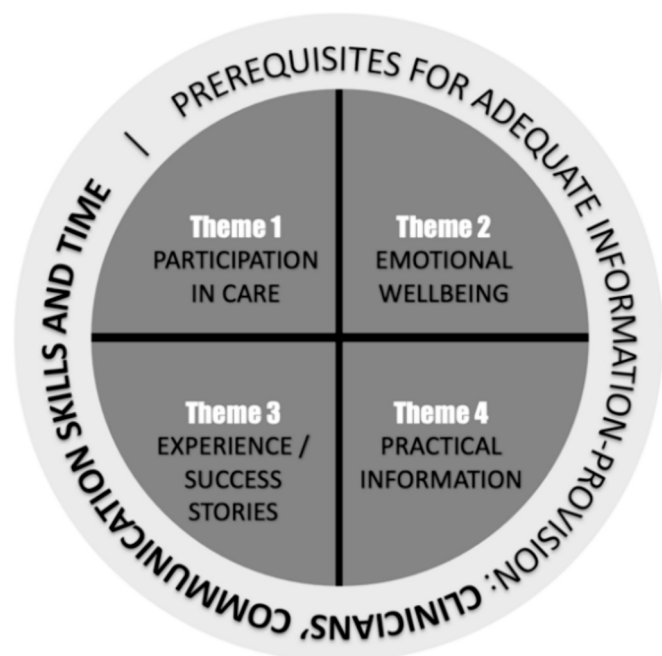 PREREQUISITES FOR ADEQUATE INFORMATION-PROVISION: CLINICIANS' COMMUNICATION SKILLS AND TIME |
Theme 1
PARTICIPATION
IN CARE
Theme 2
EMOTIONAL
WELLBEING
Theme 3
EXPERIENCE /
SUCCESS
STORIES
Theme 4
PRACTICAL
INFORMATION